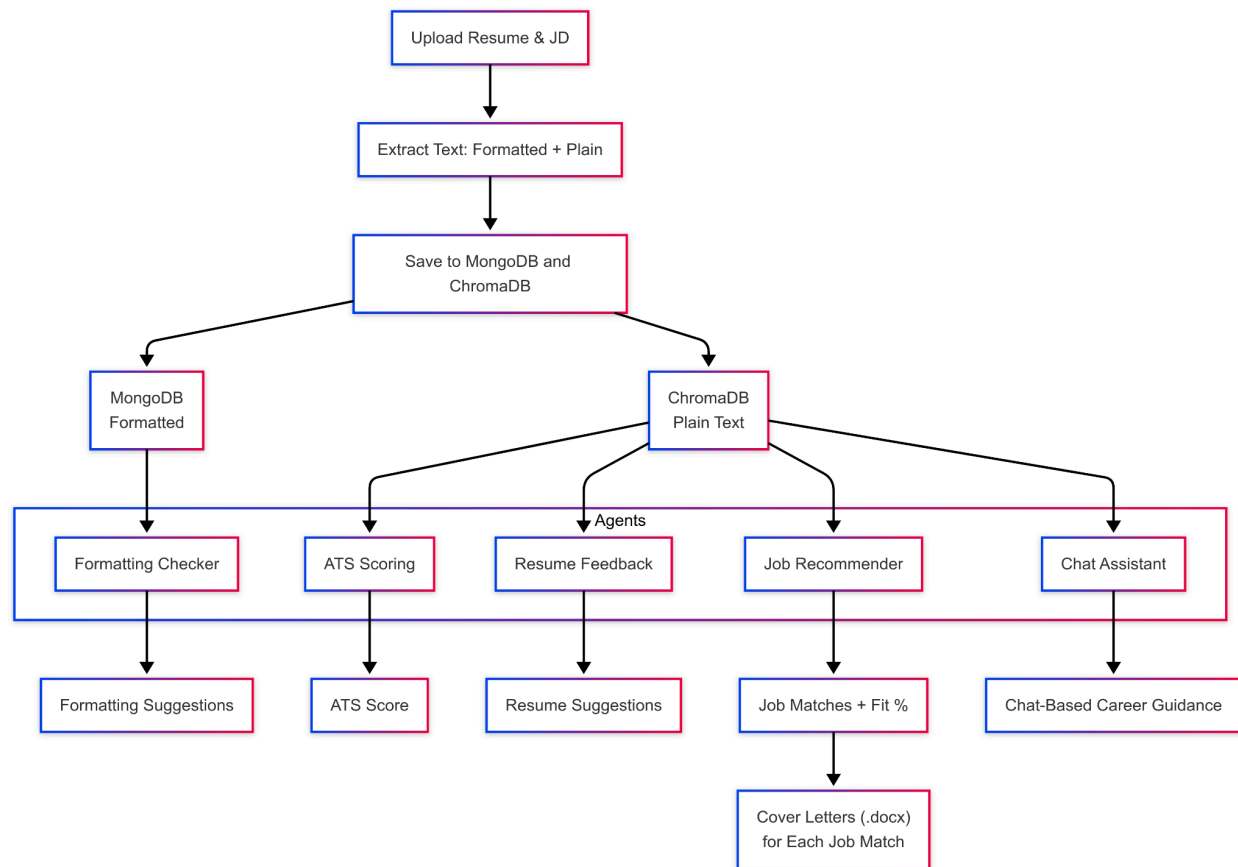 Upload Resume & JD
Extract Text: Formatted + Plain
Save to MongoDB and
ChromaDB
MongoDB
Formatted
ChromaDB
Plain Text
Agents
Formatting Checker
ATS Scoring
Resume Feedback
Job Recommender
Chat Assistant
Formatting Suggestions
ATS Score
Resume Suggestions
Job Matches + Fit %
Chat-Based Career Guidance
Cover Letters (.docx)
for Each Job Match